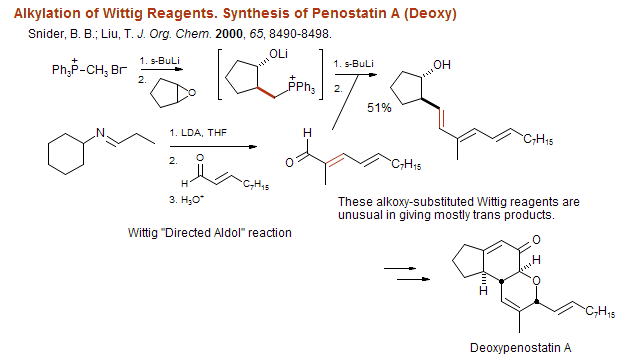 Alkylation of Wittig Reagents. Synthesis of Penostatin A (Deoxy)
Snider, B. B.; Liu, T. J. Org. Chem. 2000, 65, 8490-8498.
Ph₃P⁺-CH₃ Br⁻
1. s-BuLi
2.
O
OLi
PPh₃
+
1. s-BuLi
2.
51%
OH
C₇H₁₅
N
1. LDA, THF
2.
O
H
C₇H₁₅
3. H₃O⁺
H
O
C₇H₁₅
Wittig "Directed Aldol" reaction
These alkoxy-substituted Wittig reagents are
unusual in giving mostly trans products.
O
H
O
H
C₇H₁₅
Deoxypenostatin A